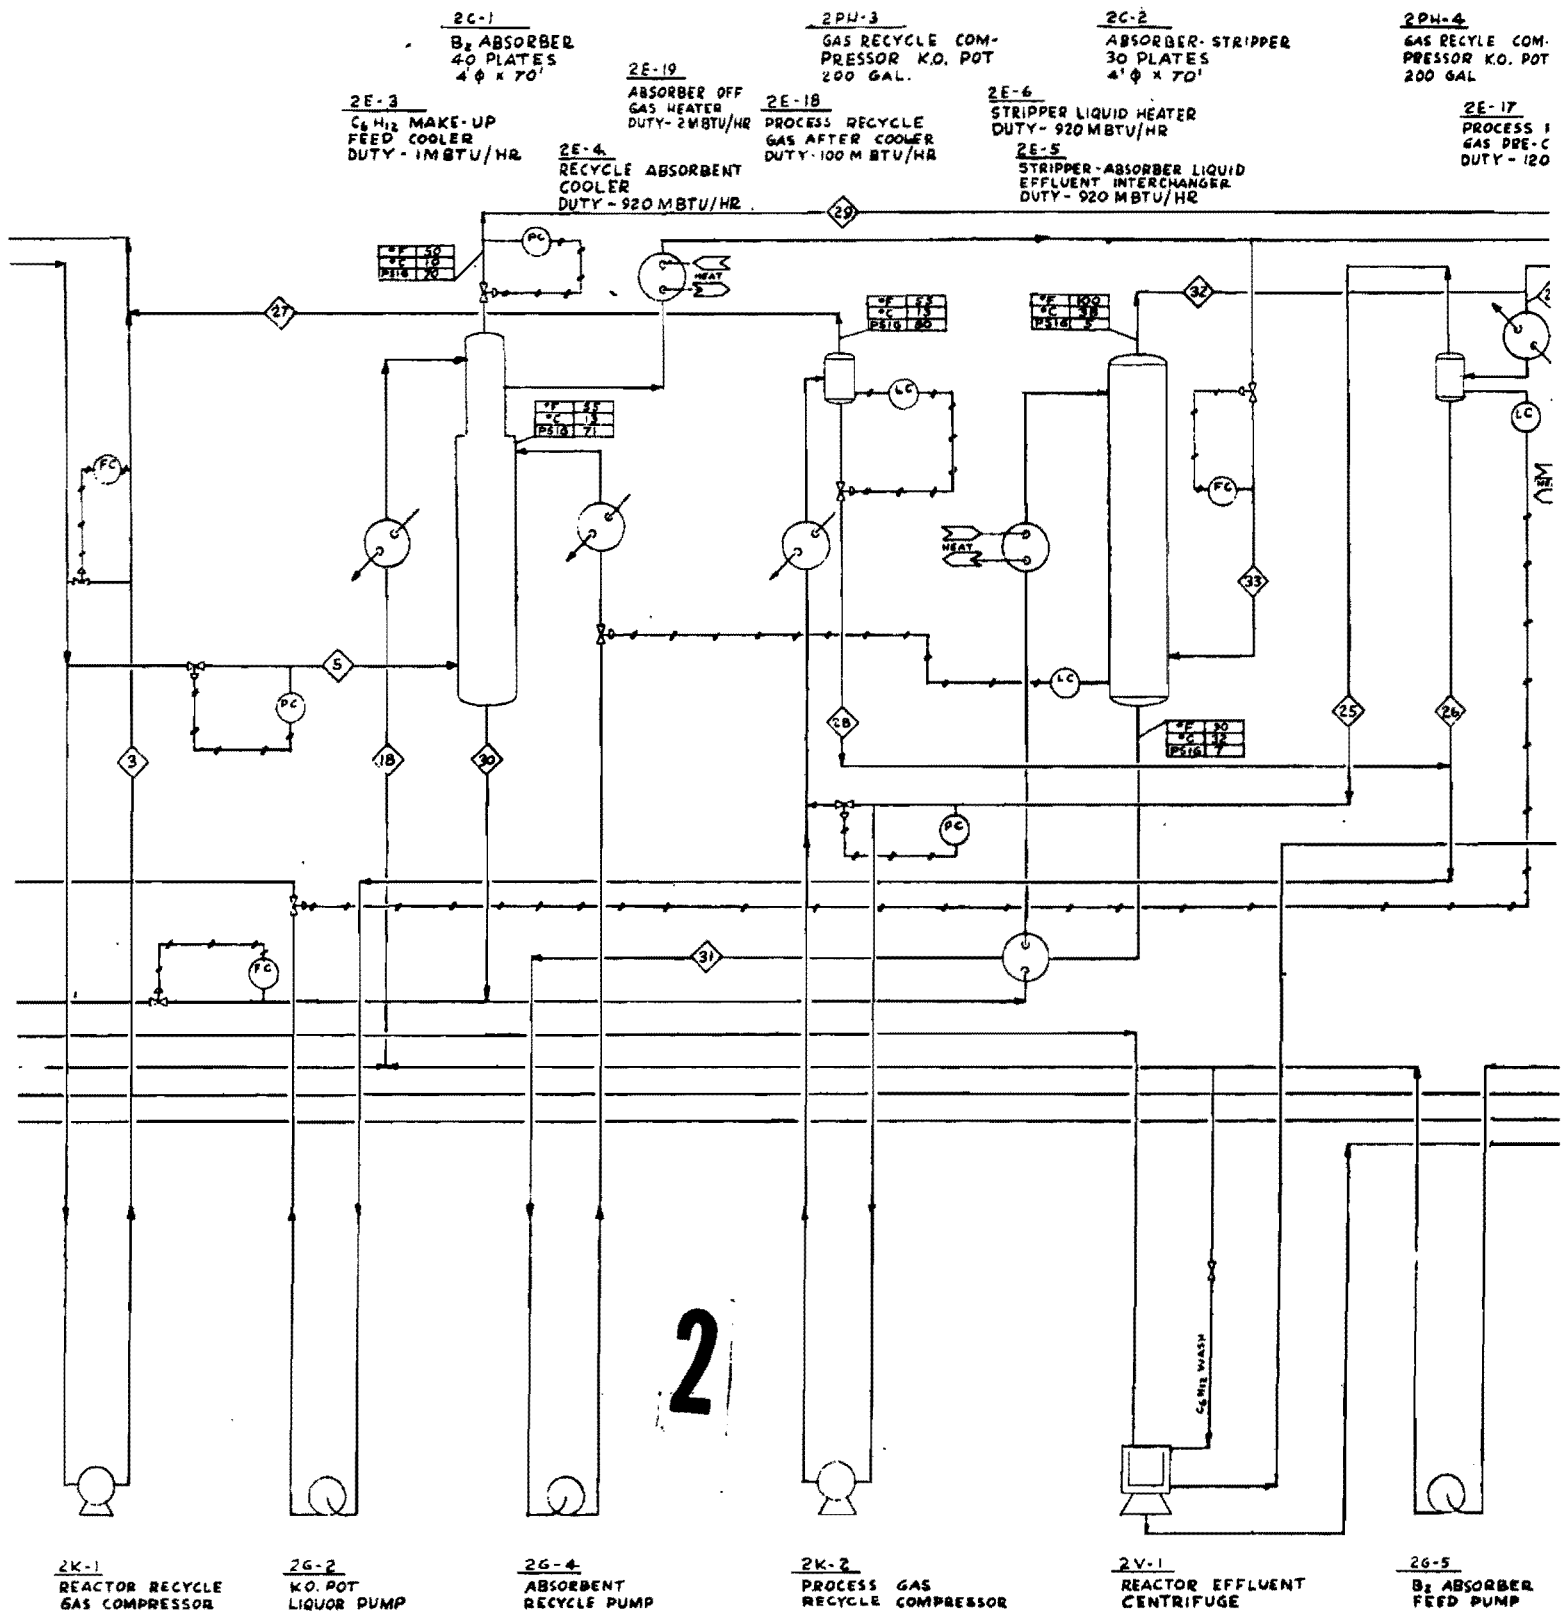 2C-1
B2 ABSORBER
40 PLATES
4'φ X 70'
2PH-3
GAS RECYCLE COM-
PRESSOR K.O. POT
200 GAL.
2C-2
ABSORBER-STRIPPER
30 PLATES
4'φ X 70'
2PH-4
GAS RECYLE COM-
PRESSOR K.O. POT
200 GAL
2E-19
ABSORBER OFF
GAS HEATER
DUTY-2MBTU/HR
2E-3
C6H12 MAKE-UP
FEED COOLER
DUTY-1MBTU/HR
2E-18
PROCESS RECYCLE
GAS AFTER COOLER
DUTY-100 M BTU/HR
2E-6
STRIPPER LIQUID HEATER
DUTY-920 MBTU/HR
2E-17
PROCESS
GAS PRE-C
DUTY-120
2E-4
RECYCLE ABSORBENT
COOLER
DUTY-920 MBTU/HR
2E-5
STRIPPER-ABSORBER LIQUID
EFFLUENT INTERCHANGER
DUTY-920 MBTU/HR
29
PC
°F 50
°C 10
PSIG 70
HEAT
27
°F 55
°C 13
PSIG 80
°F 100
°C 38
PSIG 5
32
LC
°F 55
°C 13
PSIG 71
LC
FC
FC
HEAT
33
5
LC
PC
28
25
26
°F 90
°C 32
PSIG 7
3
18
30
PC
31
FC
C6H12 WASH
2
2K-1
REACTOR RECYCLE
GAS COMPRESSOR
2G-2
K.O. POT
LIQUOR PUMP
2G-4
ABSORBENT
RECYCLE PUMP
2K-2
PROCESS GAS
RECYCLE COMPRESSOR
2V-1
REACTOR EFFLUENT
CENTRIFUGE
2G-5
B2 ABSORBER
FEED PUMP